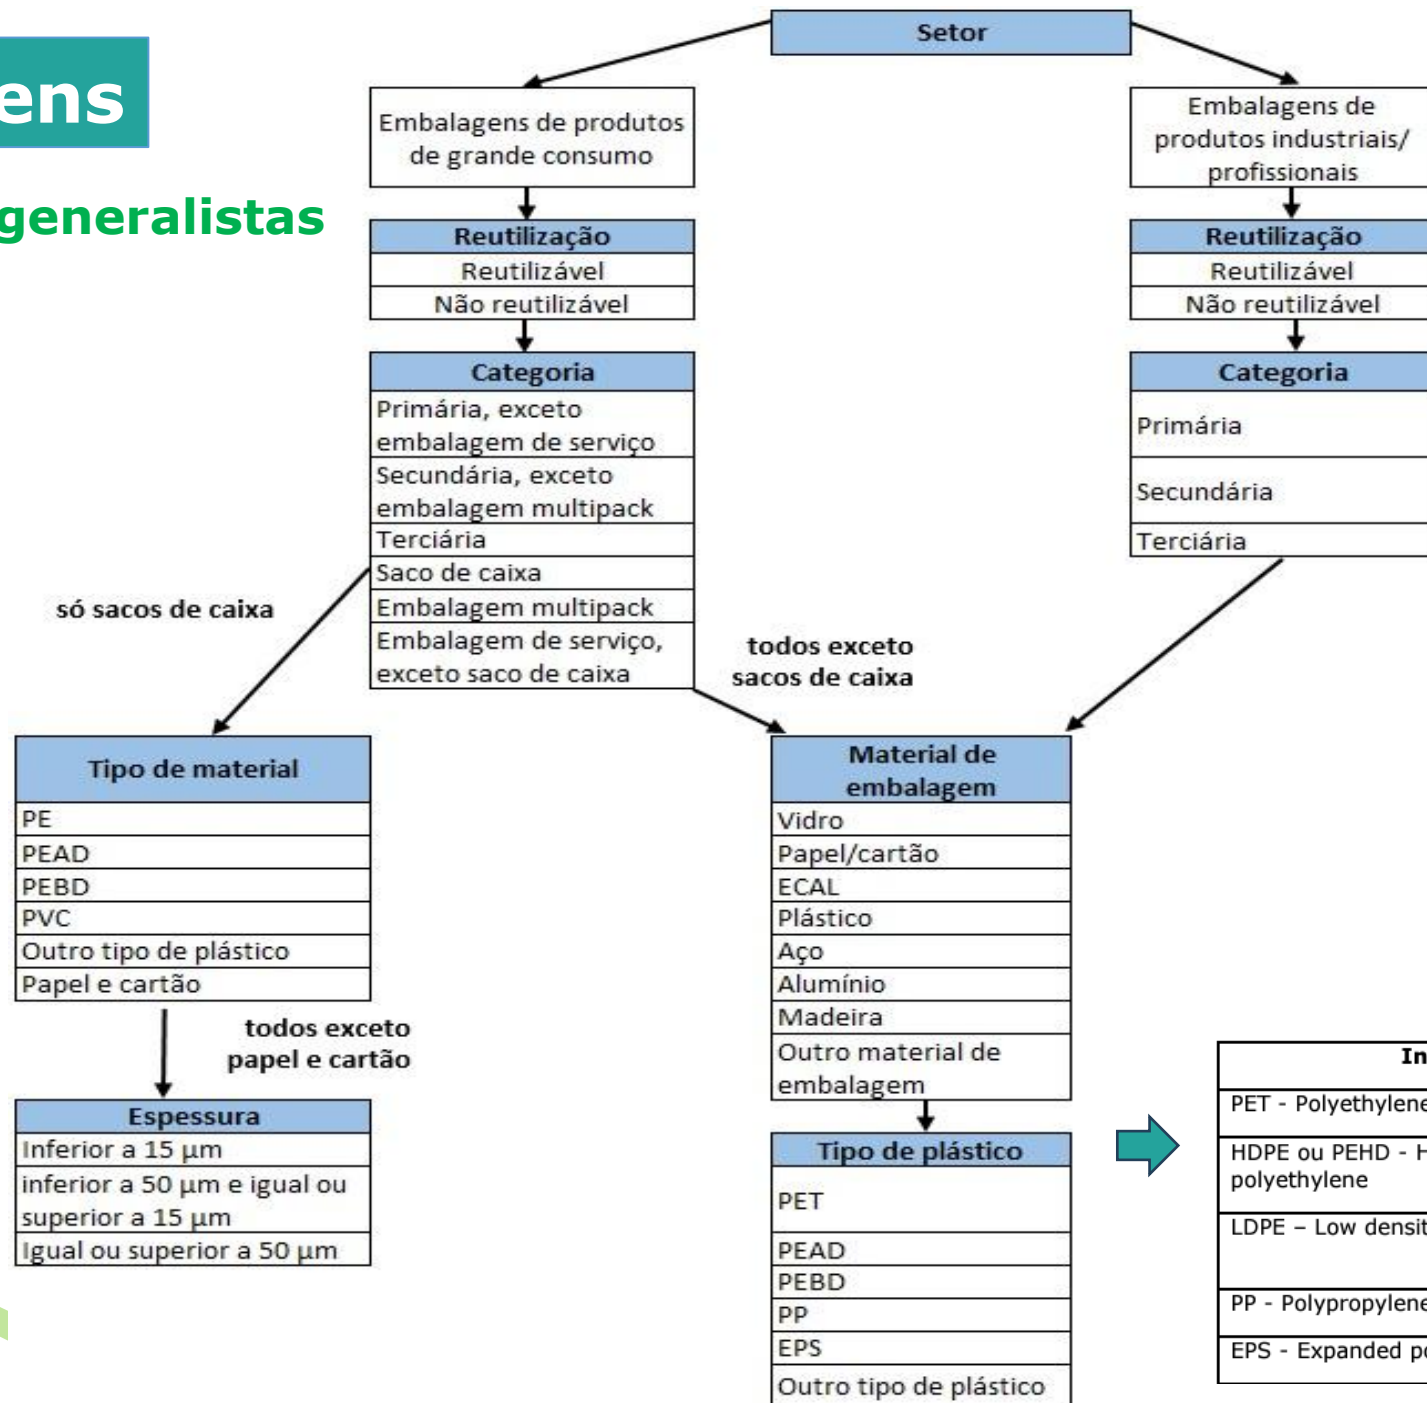 ens
generalistas
Setor
Embalagens de produtos
de grande consumo
Reutilização
Reutilizável
Não reutilizável
Categoria
Primária, exceto
embalagem de serviço
Secundária, exceto
embalagem multipack
Terciária
Saco de caixa
Embalagem multipack
Embalagem de serviço,
exceto saco de caixa
Embalagens de
produtos industriais/
profissionais
Reutilização
Reutilizável
Não reutilizável
Categoria
Primária
Secundária
Terciária
só sacos de caixa
todos exceto
sacos de caixa
Tipo de material
PE
PEAD
PEBD
PVC
Outro tipo de plástico
Papel e cartão
todos exceto
papel e cartão
Espessura
Inferior a 15 µm
inferior a 50 µm e igual ou
superior a 15 µm
Igual ou superior a 50 µm
Material de
embalagem
Vidro
Papel/cartão
ECAL
Plástico
Aço
Alumínio
Madeira
Outro material de
embalagem
Tipo de plástico
PET
PEAD
PEBD
PP
EPS
Outro tipo de plástico
In
PET - Polyethylene
HDPE ou PEHD - H
polyethylene
LDPE – Low densit
PP - Polypropylene
EPS - Expanded po